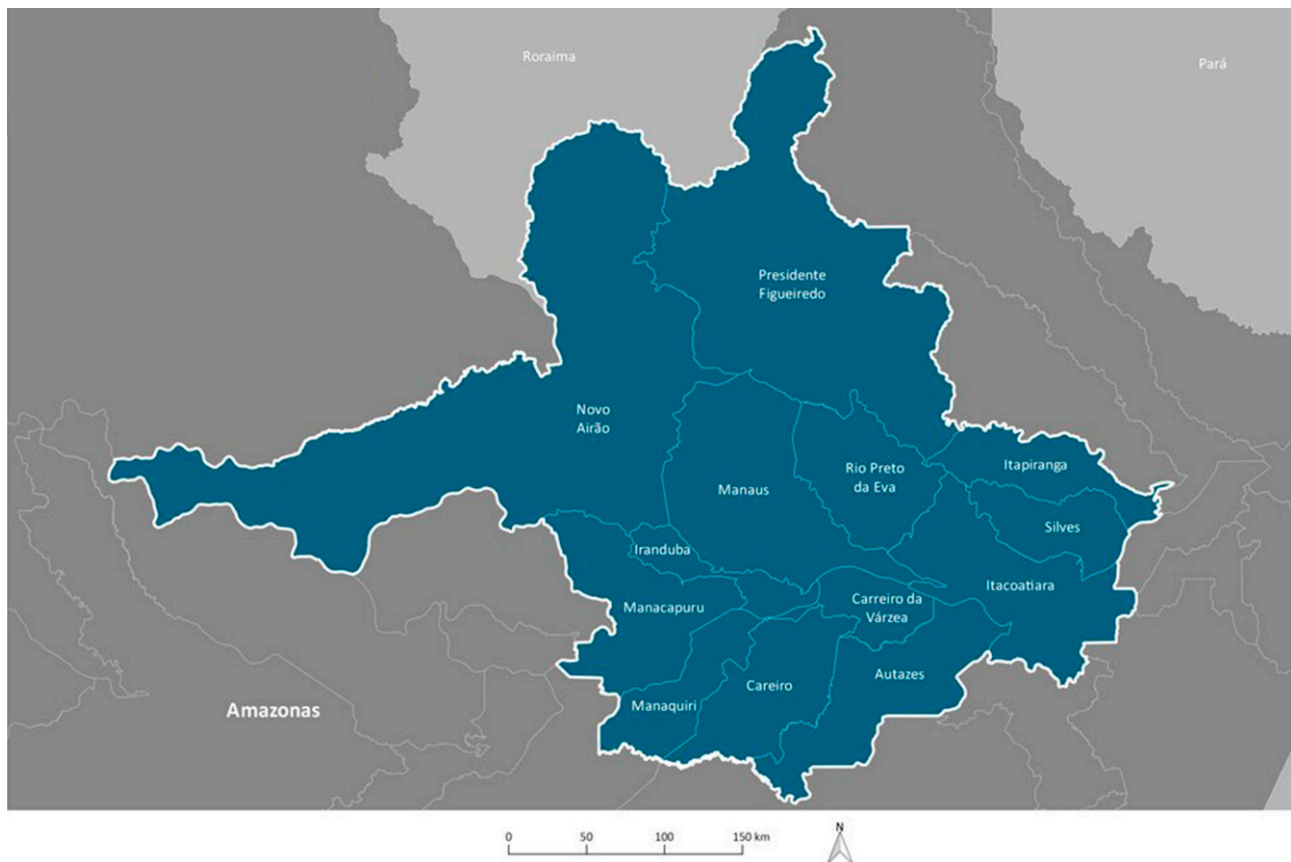 Roraima
Pará
Presidente
Figueiredo
Novo
Airão
Rio Preto
da Eva
Itapiranga
Manaus
Silves
Iranduba
Itacoatiara
Manacapuru
Carreiro da
Várzea
Autazes
Careiro
Manaquiri
Amazonas
0 50 100 150 km
N